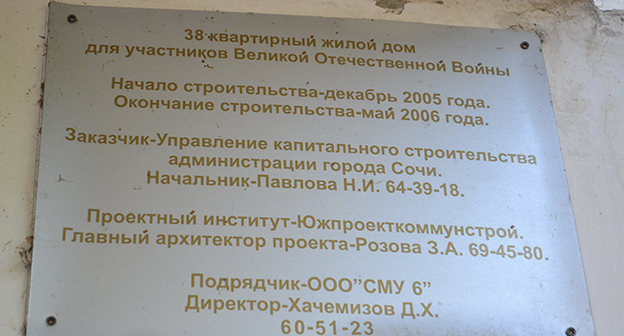 38 квартирный жилой дом
для участников Великой Отечественной Войны
Начало строительства-декабрь 2005 года.
Окончание строительства-май 2006 года.
Заказчик-Управление капитального строительства
администрации города Сочи.
Начальник-Павлова Н.И. 64-39-18.
Проектный институт-Южпроекткоммунстрой.
Главный архитектор проекта-Розова З.А. 69-45-80.
Подрядчик-ООО"СМУ 6"
Директор-Хачемизов Д.Х.
60-51-23